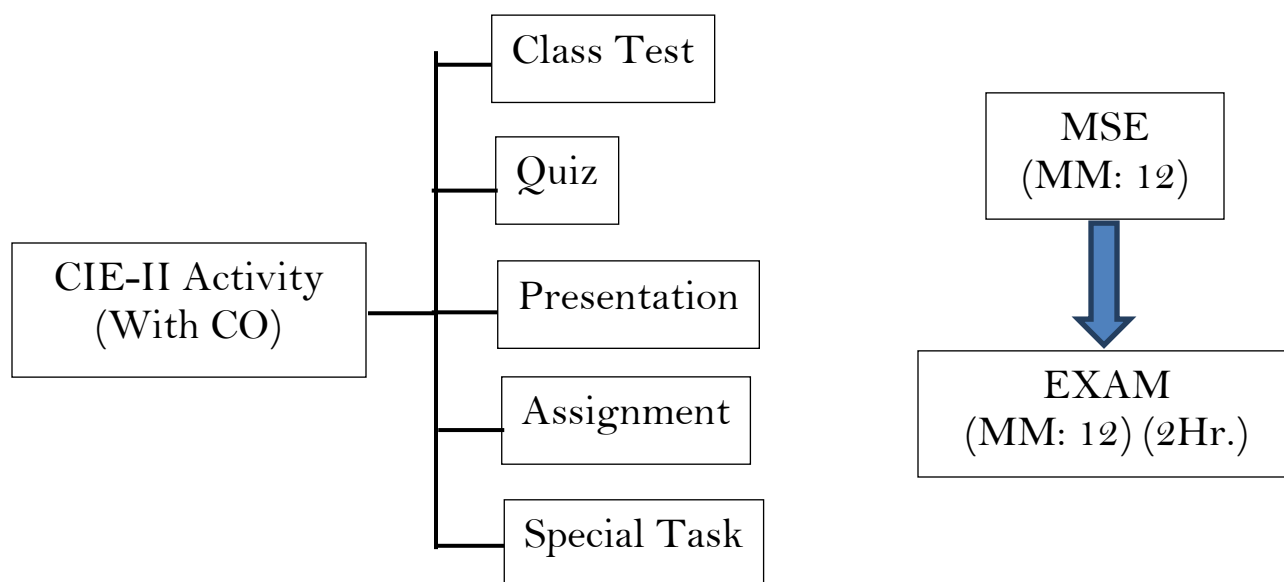 Class Test
Quiz
CIE-II Activity
(With CO)
Presentation
Assignment
Special Task
MSE
(MM: 12)
EXAM
(MM: 12) (2Hr.)